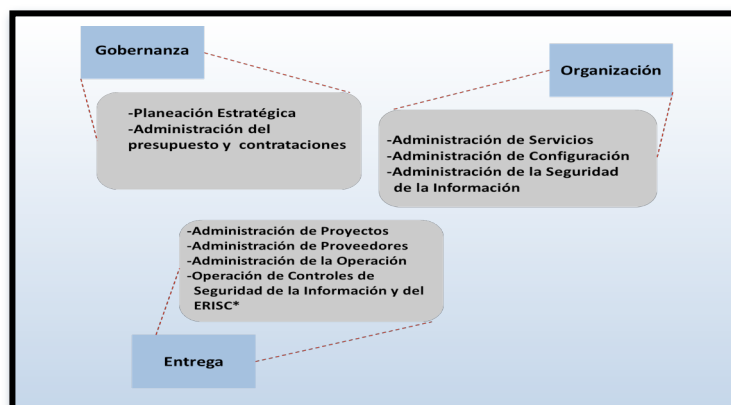 Gobernanza
-Planeación Estratégica
-Administración del
presupuesto y contrataciones
Organización
-Administración de Servicios
-Administración de Configuración
-Administración de la Seguridad
de la Información
-Administración de Proyectos
-Administración de Proveedores
-Administración de la Operación
-Operación de Controles de
Seguridad de la Información y del
ERISC*
Entrega